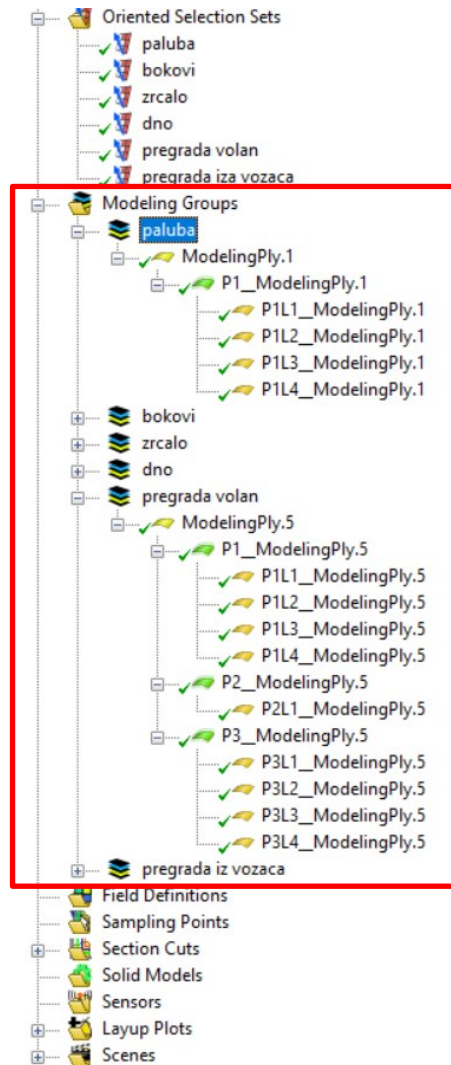 Oriented Selection Sets
paluba
bokovi
zrcalo
dno
pregrada volan
pregrada iza vozaca
Modeling Groups
paluba
ModelingPly.1
P1__ModelingPly.1
P1L1__ModelingPly.1
P1L2__ModelingPly.1
P1L3__ModelingPly.1
P1L4__ModelingPly.1
bokovi
zrcalo
dno
pregrada volan
ModelingPly.5
P1__ModelingPly.5
P1L1__ModelingPly.5
P1L2__ModelingPly.5
P1L3__ModelingPly.5
P1L4__ModelingPly.5
P2__ModelingPly.5
P2L1__ModelingPly.5
P3__ModelingPly.5
P3L1__ModelingPly.5
P3L2__ModelingPly.5
P3L3__ModelingPly.5
P3L4__ModelingPly.5
pregrada iz vozaca
Field Definitions
Sampling Points
Section Cuts
Solid Models
Sensors
Layup Plots
Scenes